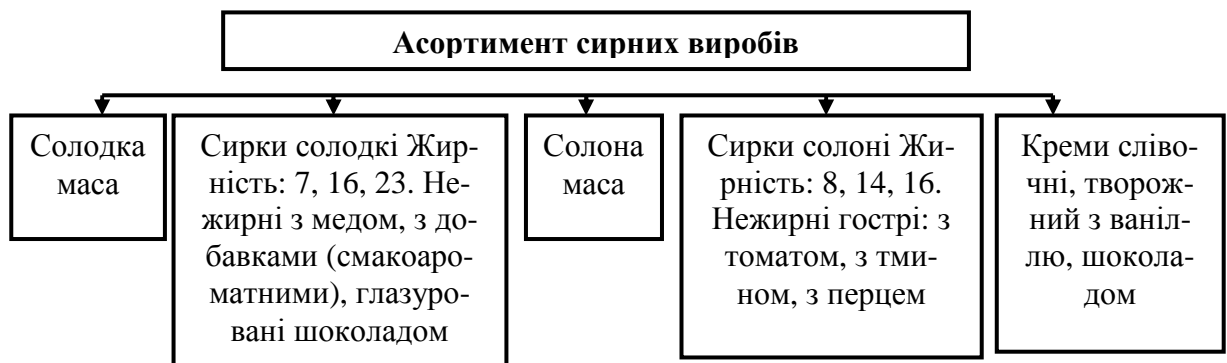 Асортимент сирних виробів
Солодка
маса
Сирки солодкі Жир-
ність: 7, 16, 23. Не-
жирні з медом, з до-
бавками (смакоаро-
матними), глазуро-
вані шоколадом
Солона
маса
Сирки солоні Жи-
рність: 8, 14, 16.
Нежирні гострі: з
томатом, з тми-
ном, з перцем
Креми слівo-
чні, творож-
ний з ваніл-
лю, шокола-
дом